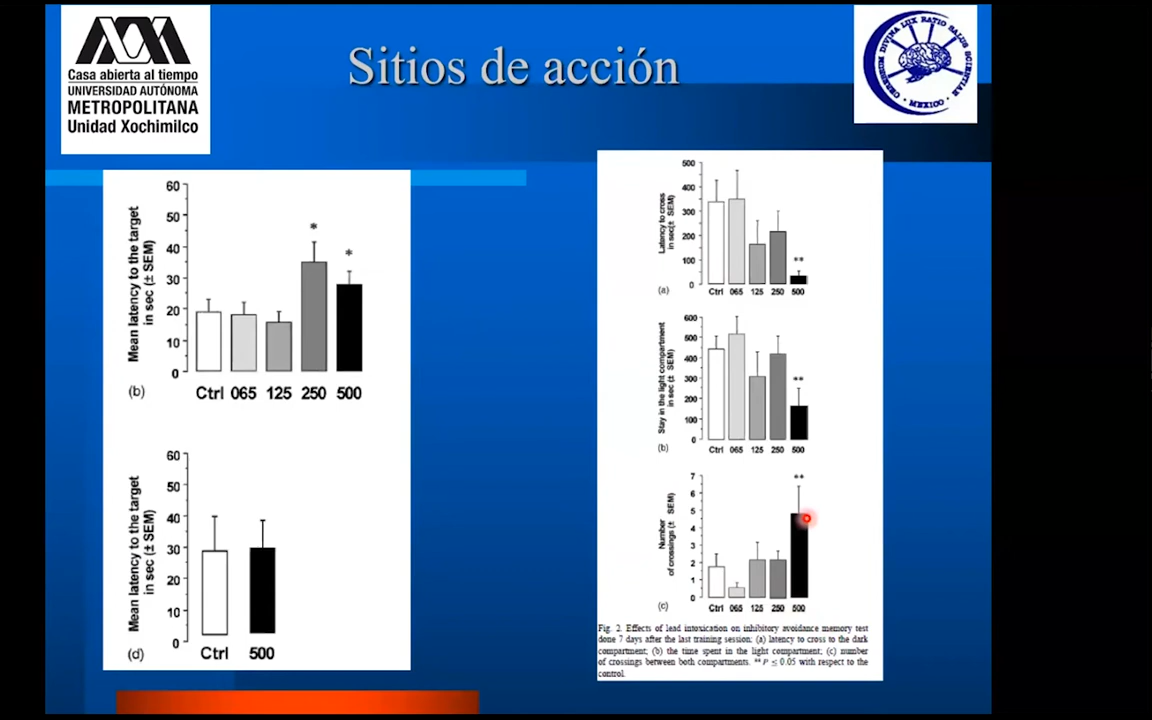 Sitios de acción
Casa abierta al tiempo
UNIVERSIDAD AUTÓNOMA
METROPOLITANA
Unidad Xochimilco
CEREBRO DIVINA LUX RATIO SALUS SCIENTIAE
• MEXICO •
Mean latency to the target
in sec (± SEM)
60
50
40
30
20
10
0
*
*
(b)
Ctrl 065 125 250 500
Mean latency to the target
in sec (± SEM)
60
50
40
30
20
10
0
(d)
Ctrl 500
Latency to cross
in sec(± SEM)
500
400
300
200
100
0
**
(a)
Ctrl 065 125 250 500
Stay in the light compartment
in sec (± SEM)
600
500
400
300
200
100
0
**
(b)
Ctrl 065 125 250 500
Number
of crossings (± SEM)
7
6
5
4
3
2
1
0
**
(c)
Ctrl 065 125 250 500
Fig. 2. Effects of lead intoxication on inhibitory avoidance memory test
done 7 days after the last training session: (a) latency to cross to the dark
compartment; (b) the time spent in the light compartment; (c) number
of crossings between both compartments. **P ≤ 0.05 with respect to the
control.